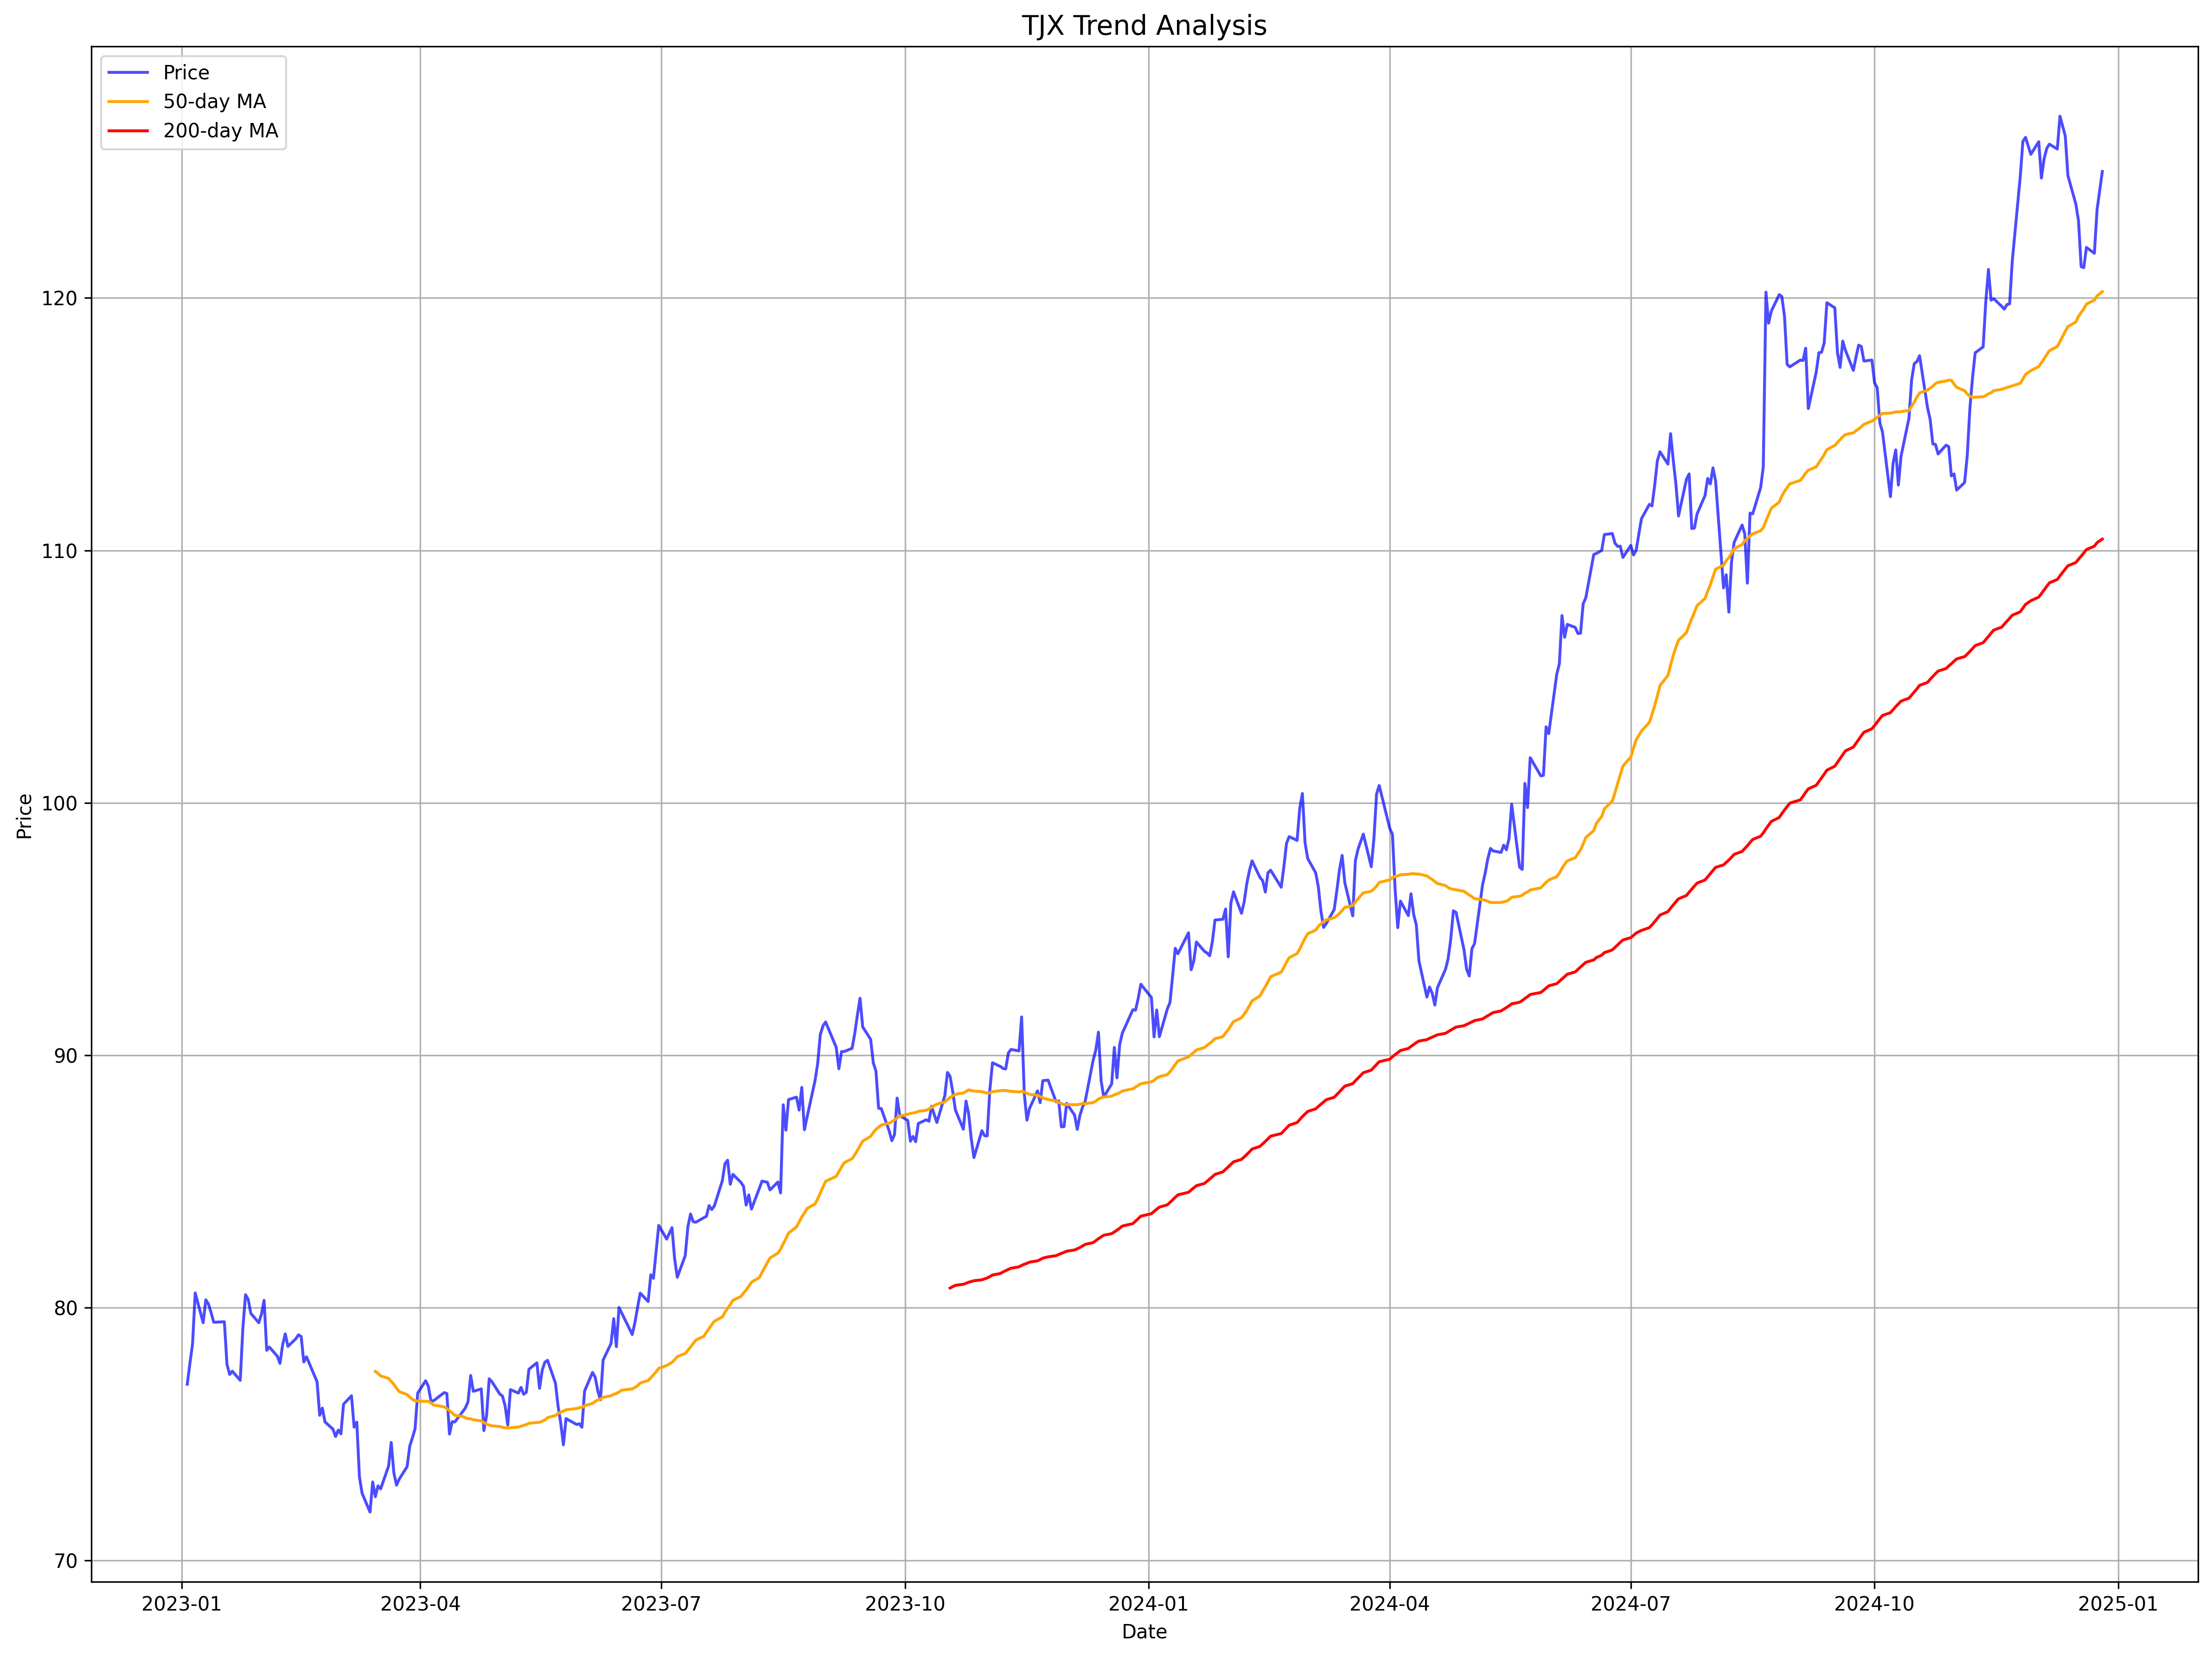 TJX Trend Analysis
Price
50-day MA
200-day MA
120
110
100
90
80
70
Price
2023-01
2023-04
2023-07
2023-10
2024-01
2024-04
2024-07
2024-10
2025-01
Date